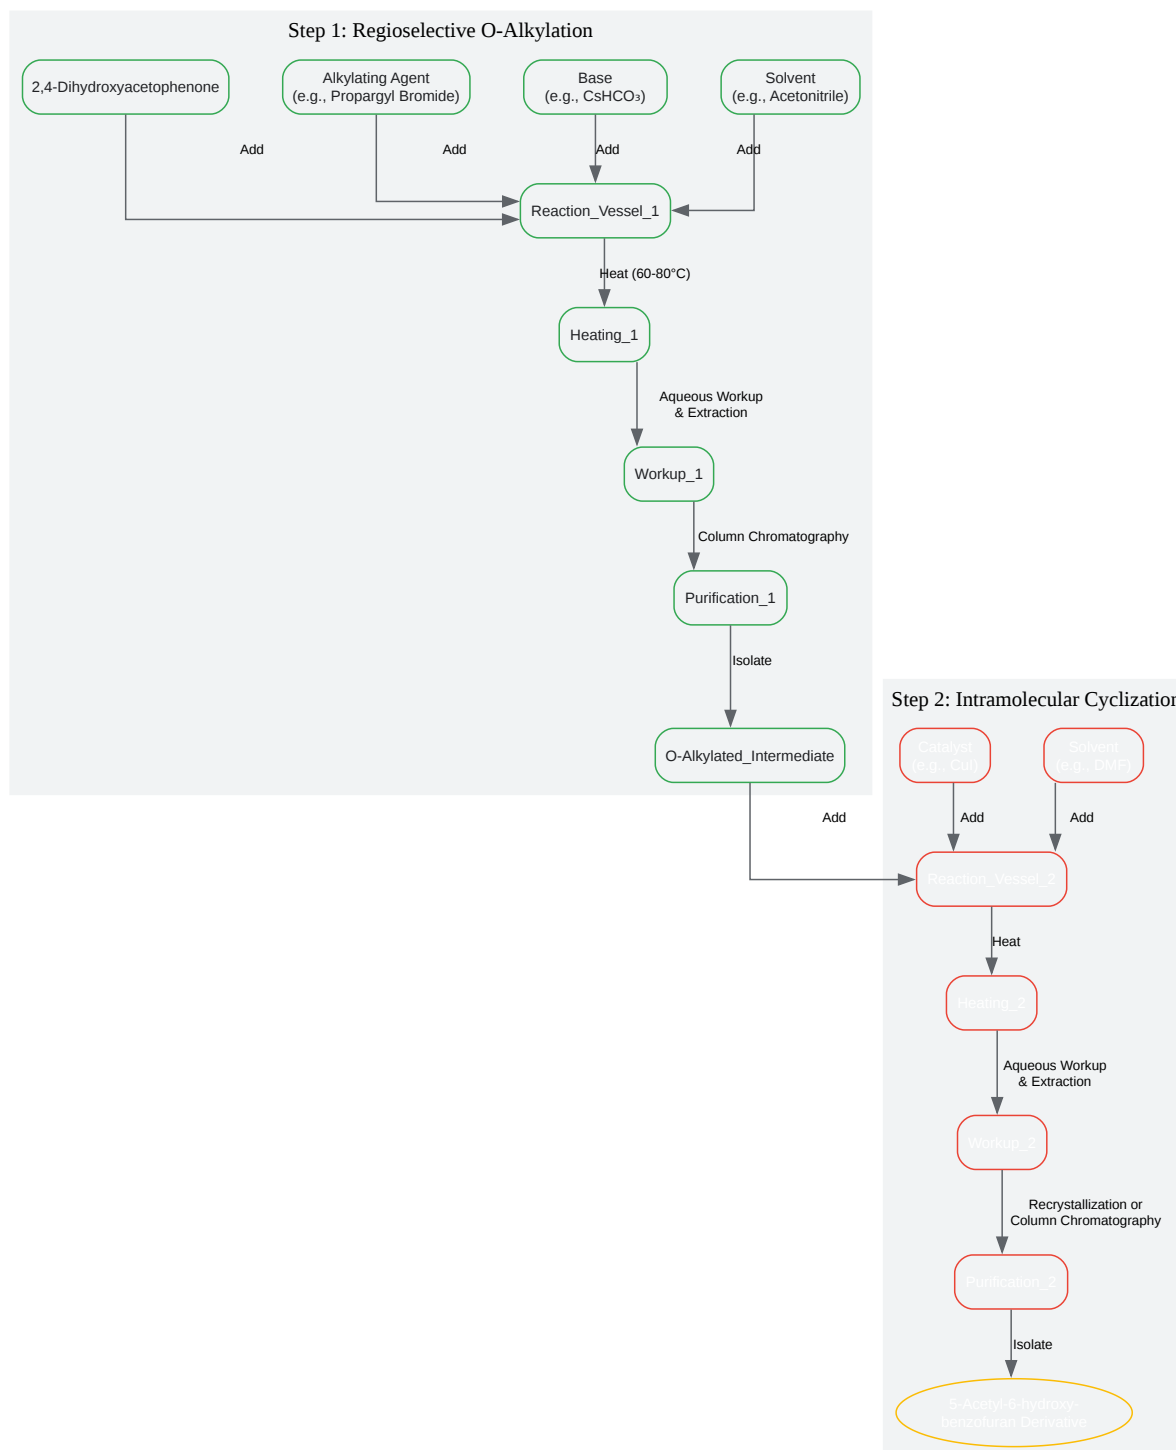 Step 1: Regioselective O-Alkylation
2,4-Dihydroxyacetophenone
Alkylating Agent
(e.g., Propargyl Bromide)
Base
(e.g., CsHCO₃)
Solvent
(e.g., Acetonitrile)
Add
Add
Add
Add
Reaction_Vessel_1
Heat (60-80°C)
Heating_1
Aqueous Workup
& Extraction
Workup_1
Column Chromatography
Purification_1
Isolate
O-Alkylated_Intermediate
Add
Step 2: Intramolecular Cyclization
Catalyst
(e.g., CuI)
Solvent
(e.g., DMF)
Add
Add
Reaction_Vessel_2
Heat
Heating_2
Aqueous Workup
& Extraction
Workup_2
Recrystallization or
Column Chromatography
Purification_2
Isolate
5-Acetyl-6-hydroxy-
benzofuran Derivative